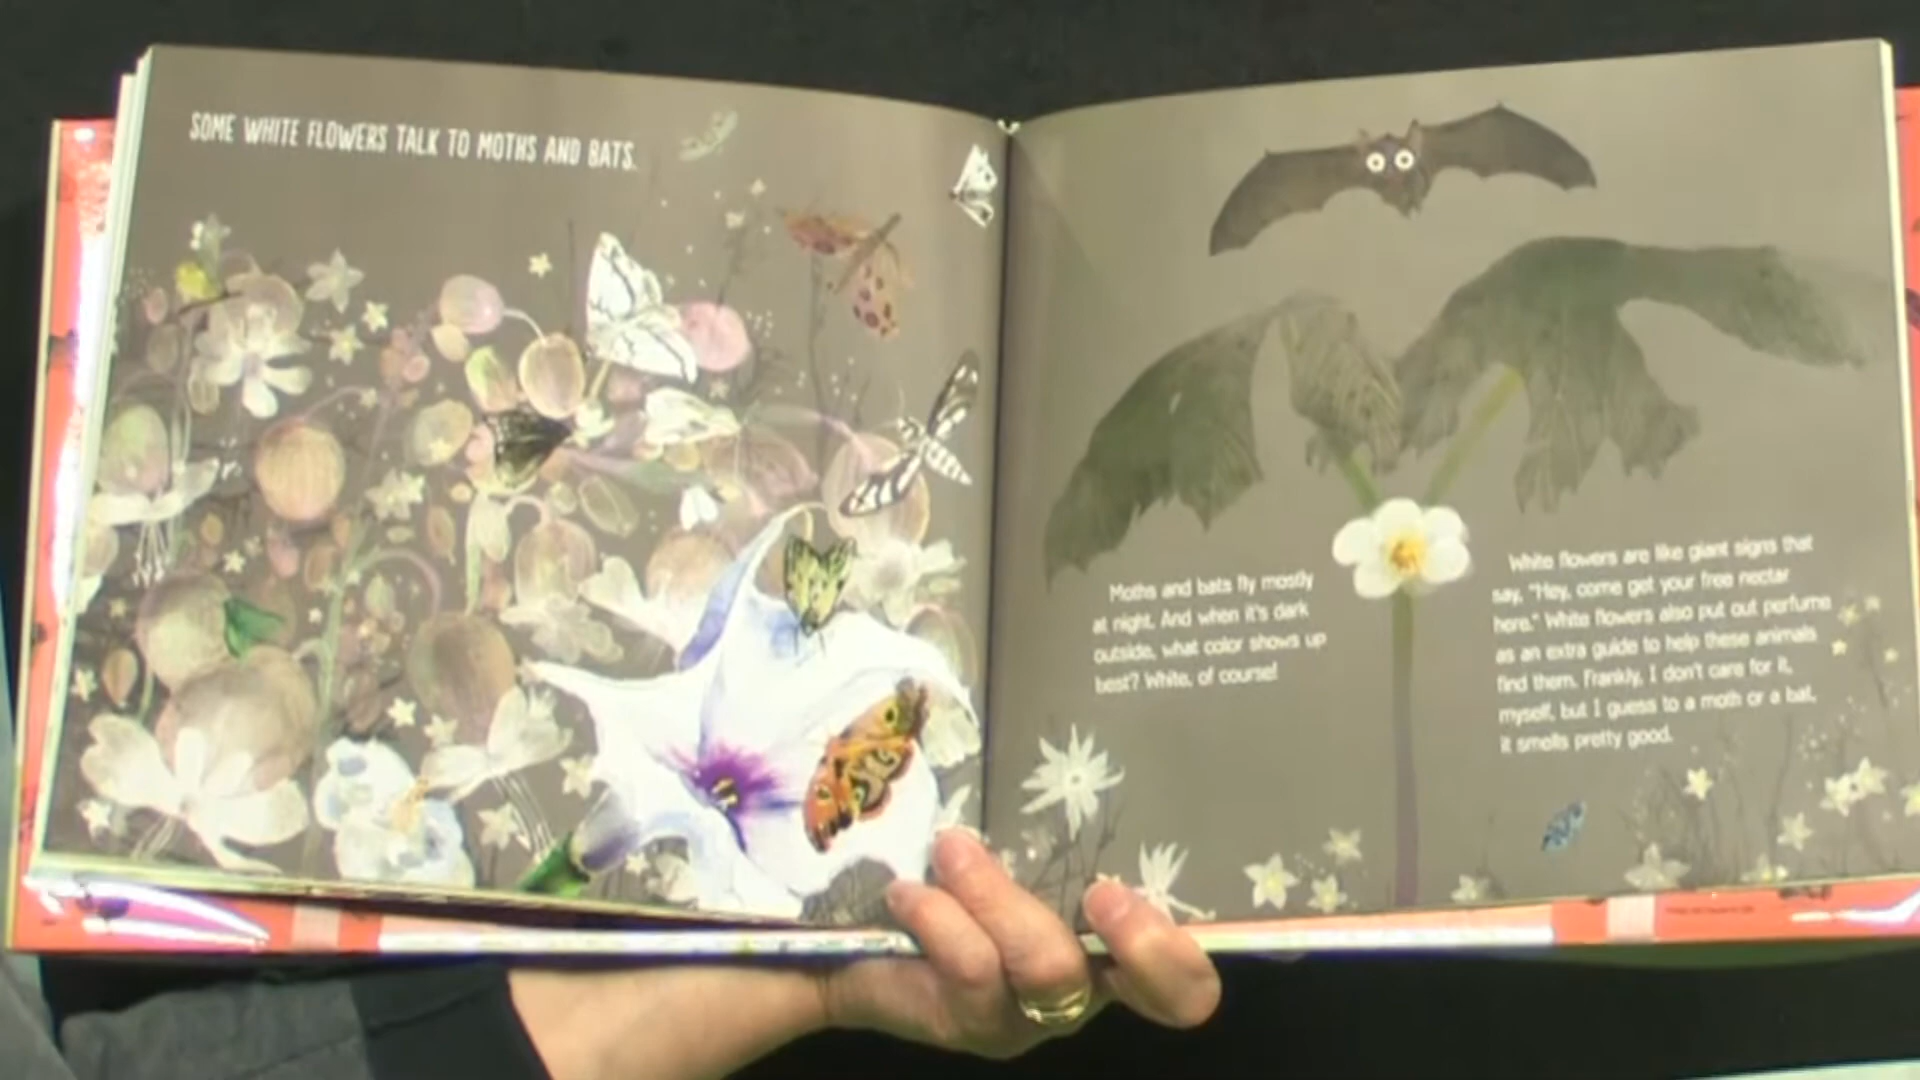 SOME WHITE FLOWERS TALK TO MOTHS AND BATS.
Moths and bats fly mostly
at night. And when it's dark
outside, what color shows up
best? White, of course!
White flowers are like giant signs that
say, "Hey, come get your free nectar
here." White flowers also put out perfume
as an extra guide to help these animals
find them. Frankly, I don't care for it,
myself, but I guess to a moth or a bat,
it smells pretty good.